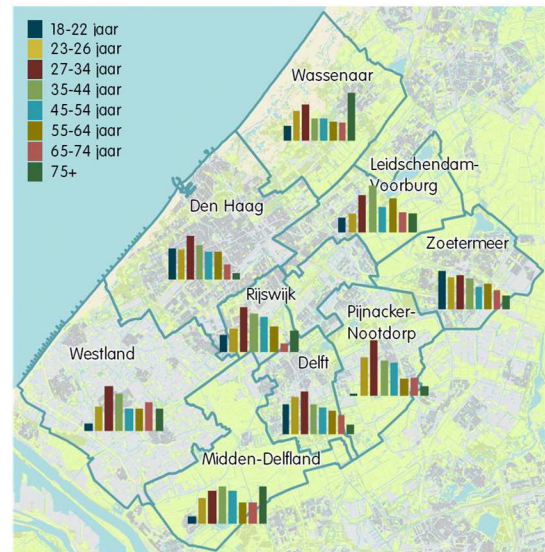 18-22 jaar
23-26 jaar
27-34 jaar
35-44 jaar
45-54 jaar
55-64 jaar
65-74 jaar
75+
Wassenaar
Leidschendam-
Voorburg
Den Haag
Zoetermeer
Rijswijk
Pijnacker-
Nootdorp
Westland
Delft
Midden-Delfland